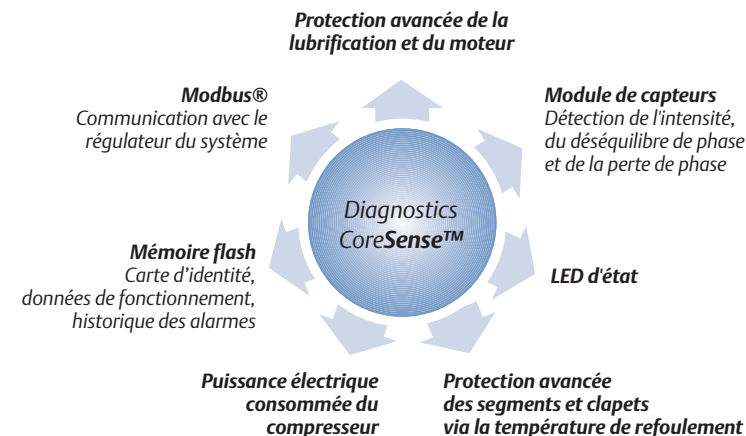 Protection avancée de la
lubrification et du moteur
Modbus®
Communication avec le
régulateur du système
Module de capteurs
Détection de l'intensité,
du déséquilibre de phase
et de la perte de phase
Diagnostics
CoreSense™
Mémoire flash
Carte d’identité,
données de fonctionnement,
historique des alarmes
LED d'état
Puissance électrique
consommée du
compresseur
Protection avancée
des segments et clapets
via la température de refoulement